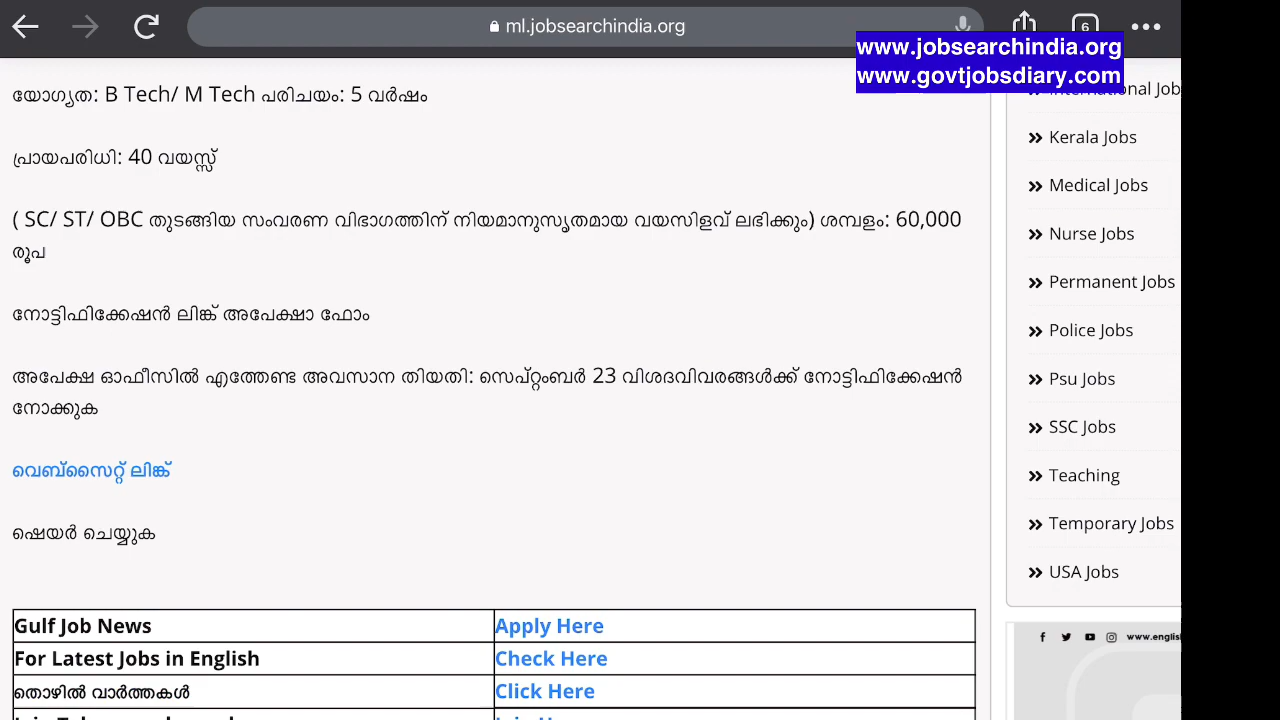 ml.jobsearchindia.org
6
www.jobsearchindia.org
www.govtjobsdiary.com
യോഗ്യത: B Tech/ M Tech പരിചയം: 5 വർഷം
പ്രായപരിധി: 40 വയസ്സ്
( SC/ ST/ OBC തുടങ്ങിയ സംവരണ വിഭാഗത്തിന് നിയമാനുസൃതമായ വയസിളവ് ലഭിക്കും) ശമ്പളം: 60,000
രൂപ
നോട്ടിഫിക്കേഷൻ ലിങ്ക് അപേക്ഷാ ഫോം
അപേക്ഷ ഓഫീസിൽ എത്തേണ്ട അവസാന തിയതി: സെപ്റ്റംബർ 23 വിശദവിവരങ്ങൾക്ക് നോട്ടിഫിക്കേഷൻ
നോക്കുക
വെബ്സൈറ്റ് ലിങ്ക്
ഷെയർ ചെയ്യുക
Gulf Job News Apply Here
For Latest Jobs in English Check Here
തൊഴിൽ വാർത്തകൾ Click Here
International Job
Kerala Jobs
Medical Jobs
Nurse Jobs
Permanent Jobs
Police Jobs
Psu Jobs
SSC Jobs
Teaching
Temporary Jobs
USA Jobs